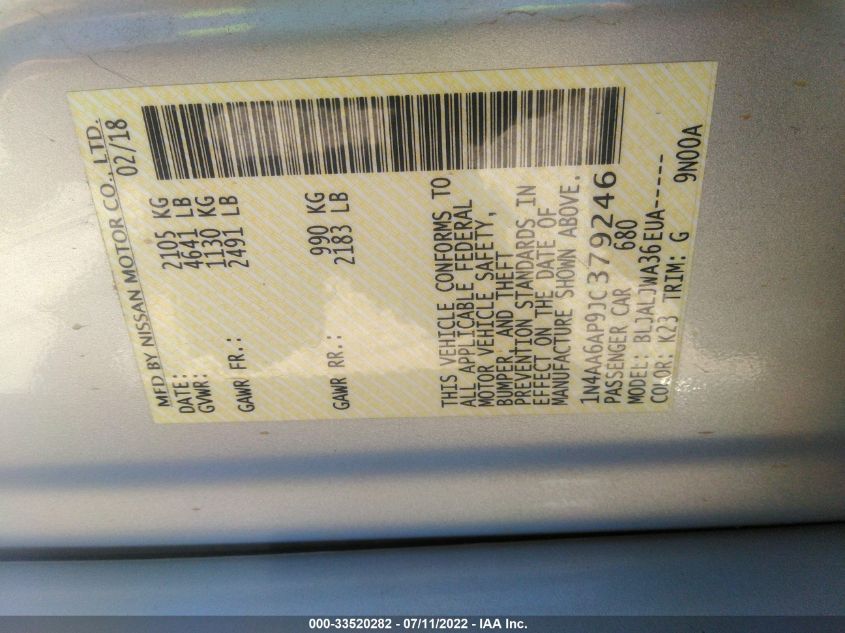 MFD BY NISSAN MOTOR CO., LTD.
DATE: 02/18
GVWR: 2105 KG
4641 LB
GAWR FR.: 1130 KG
2491 LB
GAWR RR.: 990 KG
2183 LB
THIS VEHICLE CONFORMS TO
ALL APPLICABLE FEDERAL
MOTOR VEHICLE SAFETY,
BUMPER, AND THEFT
PREVENTION STANDARDS IN
EFFECT ON THE DATE OF
MANUFACTURE SHOWN ABOVE.
1N4AA6AP9JC379246
PASSENGER CAR 680
MODEL: BLJALJWA36EUA-----
COLOR: K23 TRIM: G 9N00A
000-33520282 - 07/11/2022 - IAA Inc.